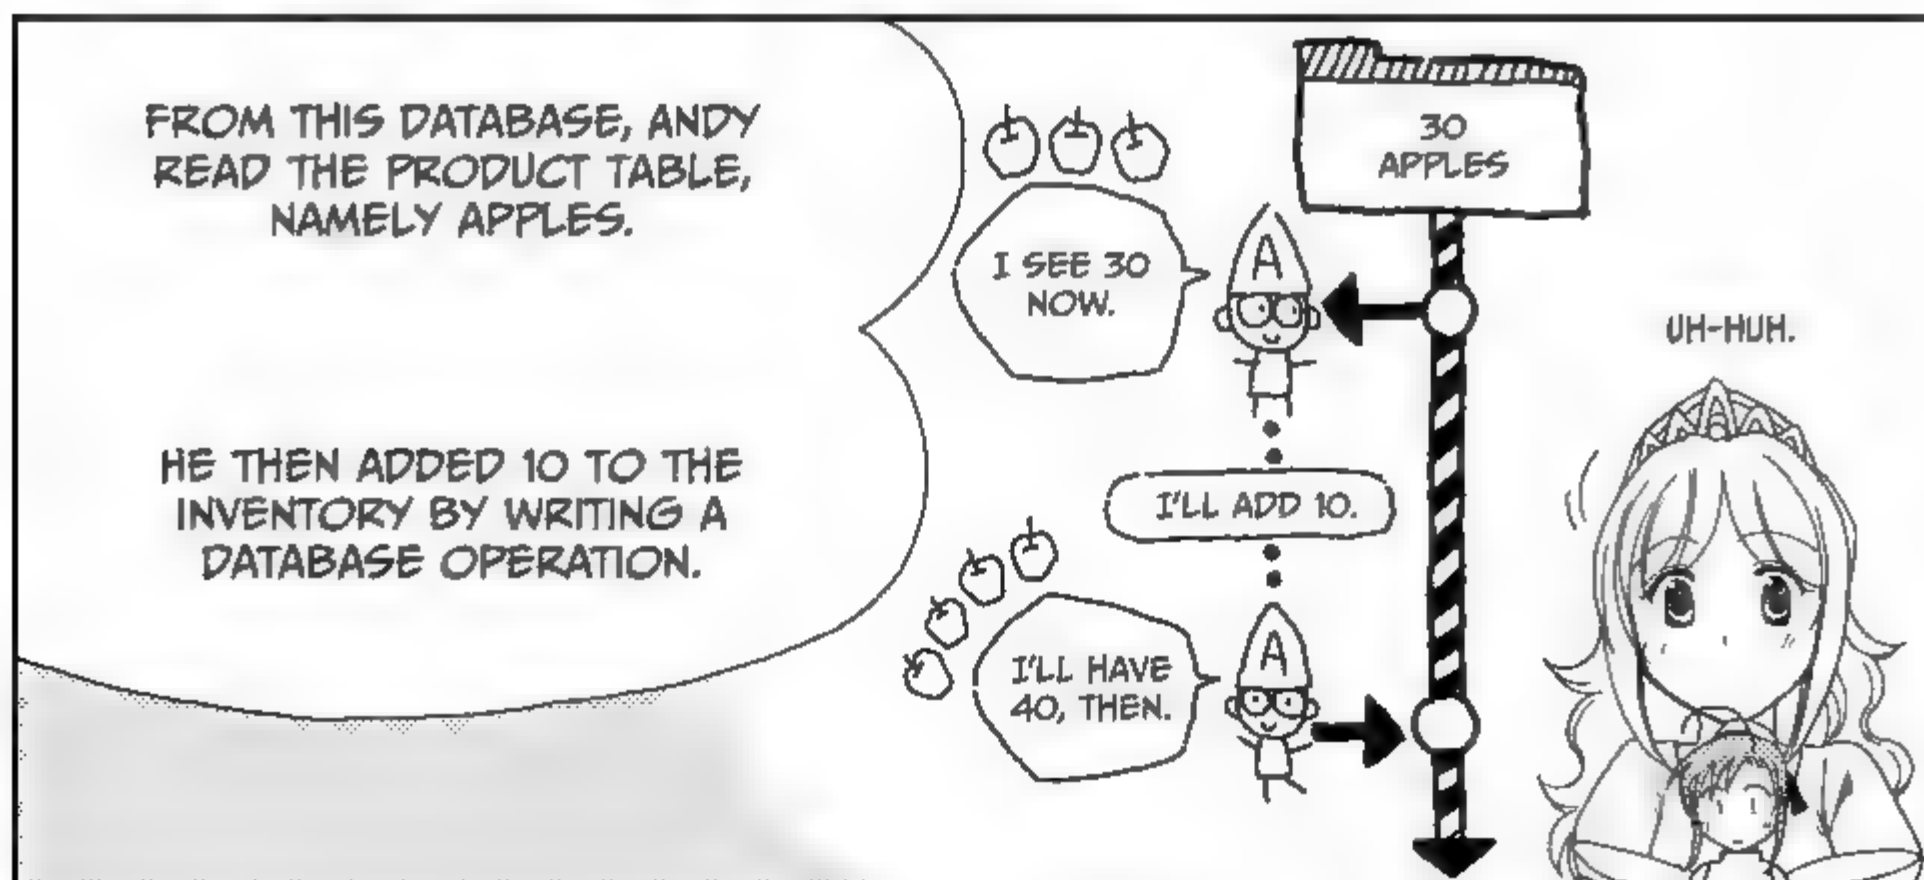 FROM THIS DATABASE, ANDY
READ THE PRODUCT TABLE,
NAMELY APPLES.
HE THEN ADDED 10 TO THE
INVENTORY BY WRITING A
DATABASE OPERATION.
30
APPLES
I SEE 30
NOW.
A
UH-HUH.
I'LL ADD 10.
I'LL HAVE
40, THEN.
A